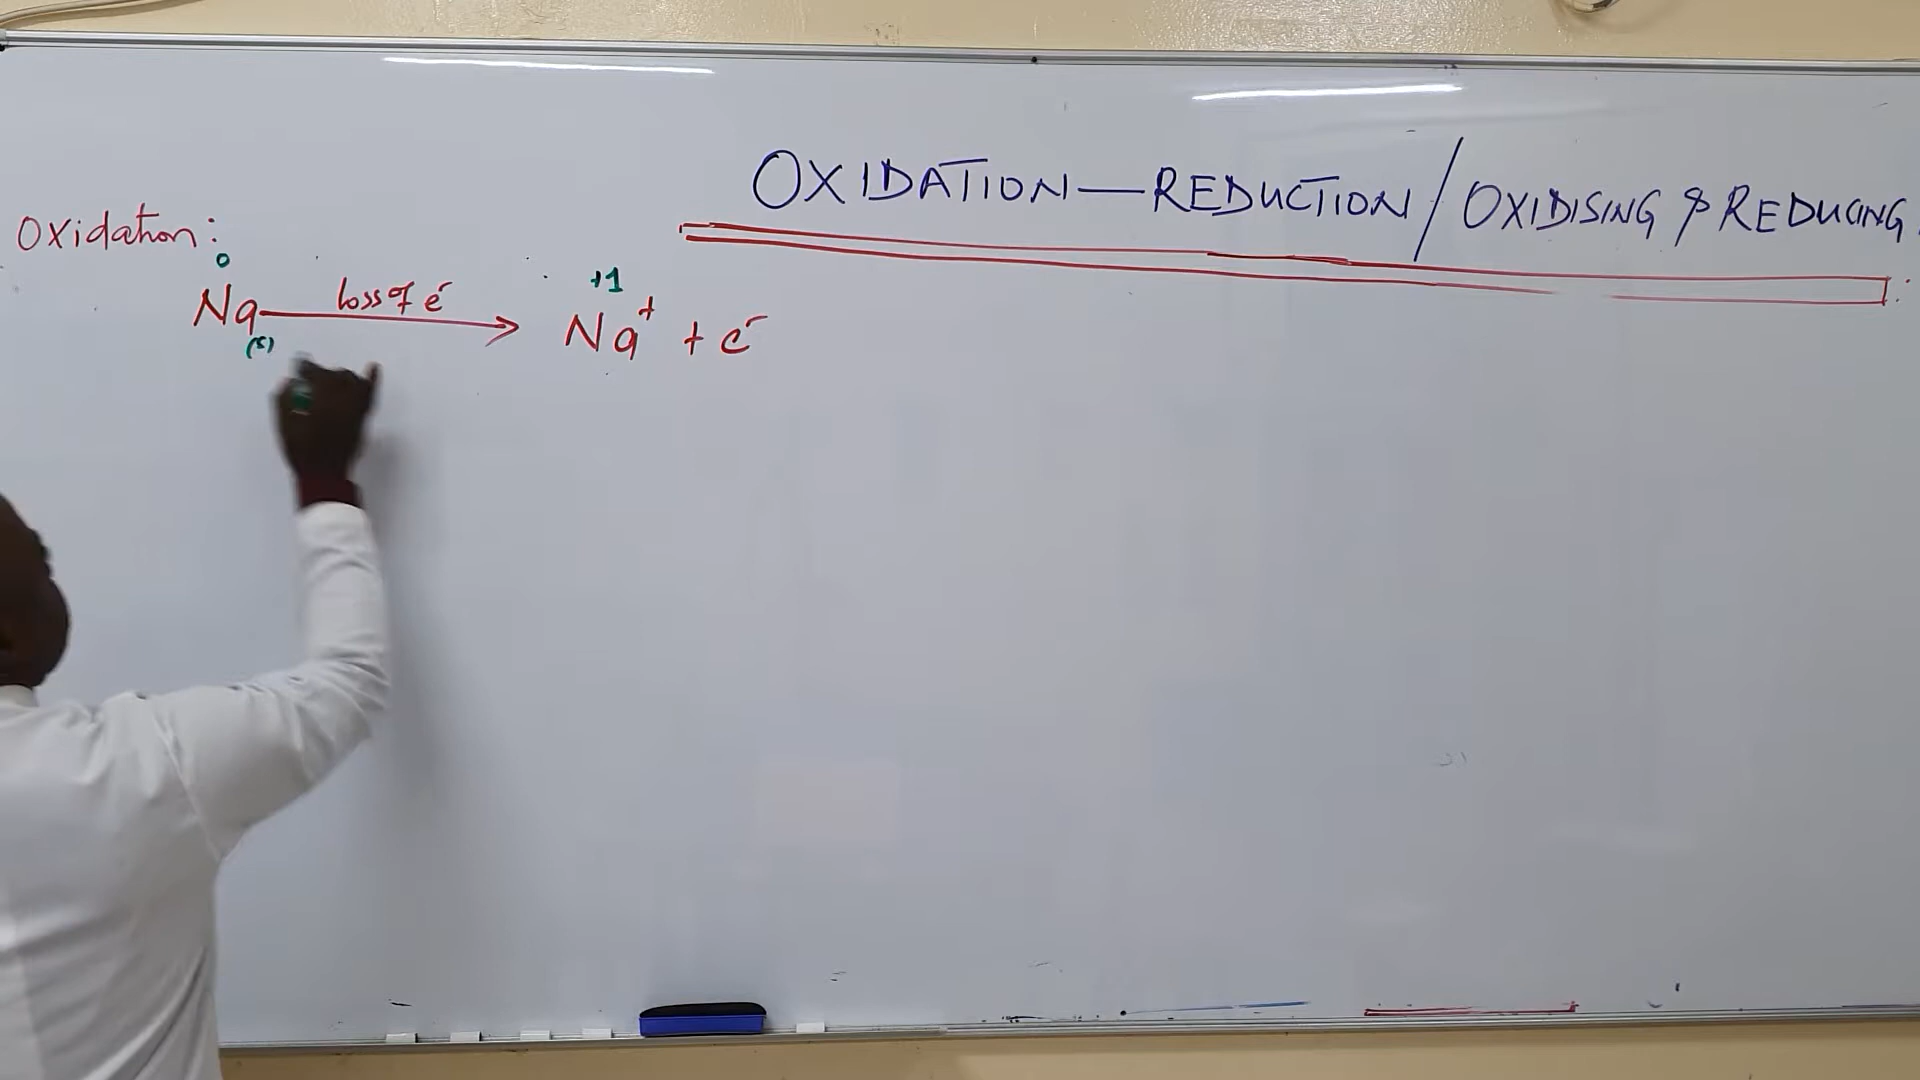 OXIDATION—REDUCTION/OXIDISING & REDUCING
Oxidation:
0 +1
Na loss of e⁻ → Na⁺ + e⁻
(s)